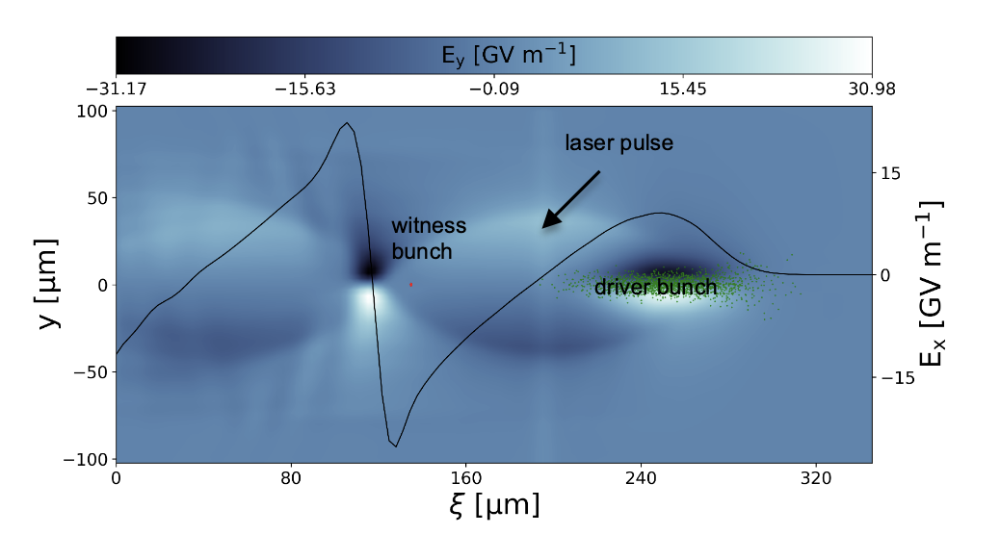 E_y [GV m⁻¹]
−31.17 −15.63 −0.09 15.45 30.98
100
50
0
−50
−100
y [μm]
laser pulse
witness
bunch
driver bunch
15
0
−15
E_x [GV m⁻¹]
0 80 160 240 320
ξ [μm]